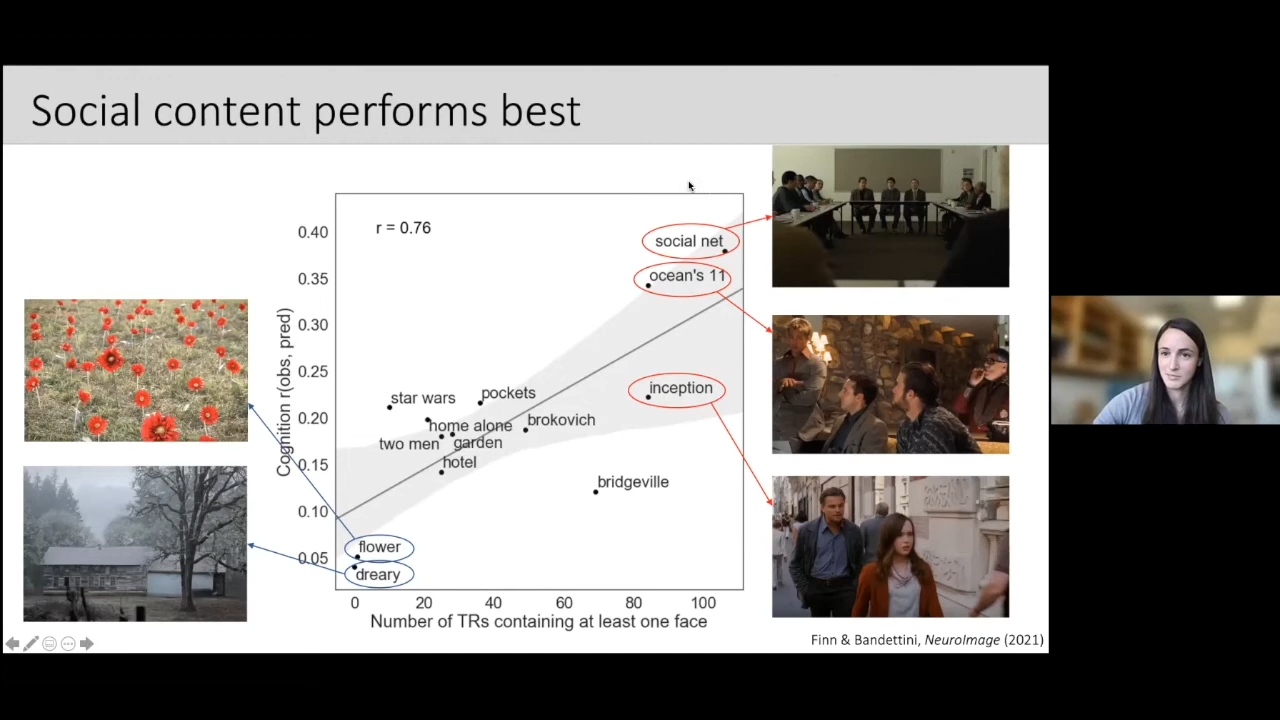 Social content performs best
r = 0.76
0.40
0.35
0.30
0.25
0.20
0.15
0.10
0.05
Cognition (obs, pred)
social net
ocean's 11
inception
star wars
pockets
home alone
brokovich
two men
garden
hotel
bridgeville
flower
dreary
0 20 40 60 80 100
Number of TRs containing at least one face
Finn & Bandettini, NeuroImage (2021)